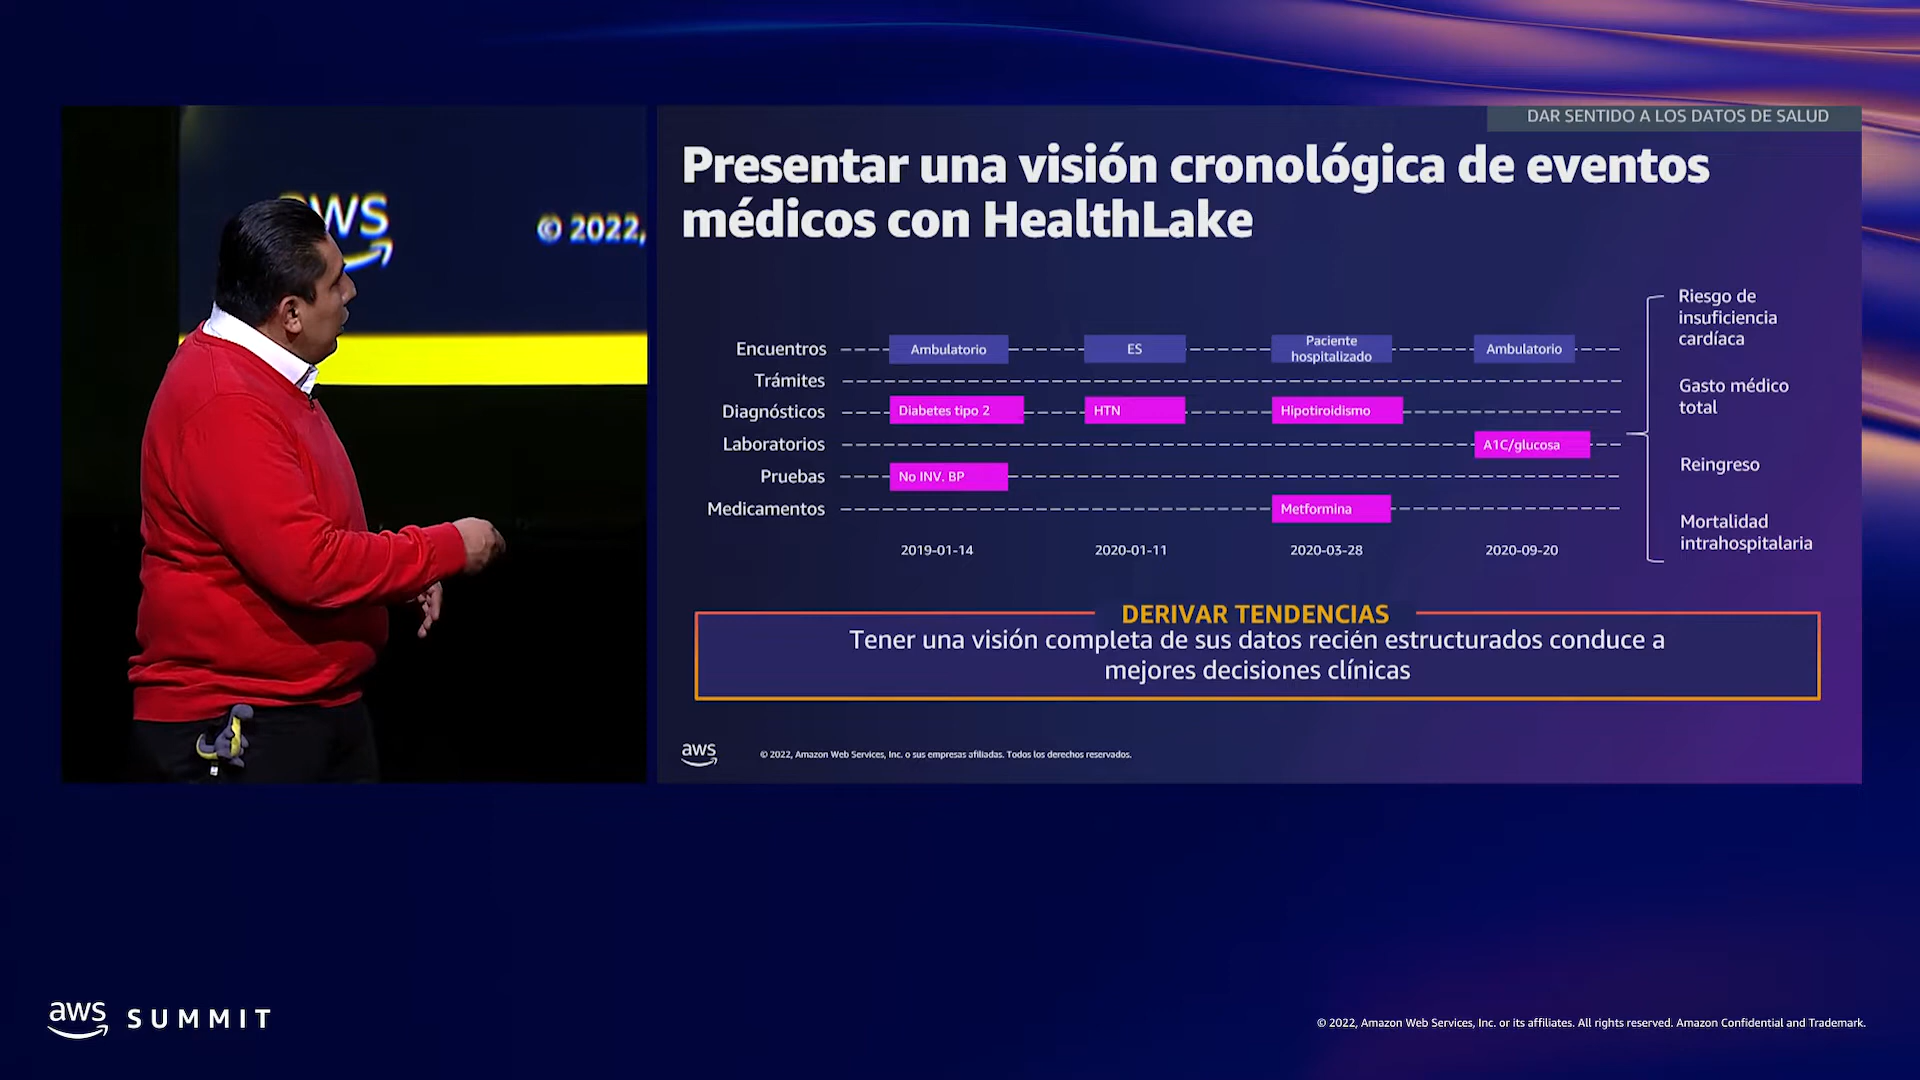 aws
© 2022,
DAR SENTIDO A LOS DATOS DE SALUD
Presentar una visión cronológica de eventos
médicos con HealthLake
Encuentros
Ambulatorio
ES
Paciente
hospitalizado
Ambulatorio
Trámites
Diagnósticos
Diabetes tipo 2
HTN
Hipotiroidismo
Laboratorios
A1C/glucosa
Pruebas
No INV. BP
Medicamentos
Metformina
2019-01-14
2020-01-11
2020-03-28
2020-09-20
Riesgo de
insuficiencia
cardíaca
Gasto médico
total
Reingreso
Mortalidad
intrahospitalaria
DERIVAR TENDENCIAS
Tener una visión completa de sus datos recién estructurados conduce a
mejores decisiones clínicas
aws
© 2022, Amazon Web Services, Inc. o sus empresas afiliadas. Todos los derechos reservados.
aws SUMMIT
© 2022, Amazon Web Services, Inc. or its affiliates. All rights reserved. Amazon Confidential and Trademark.